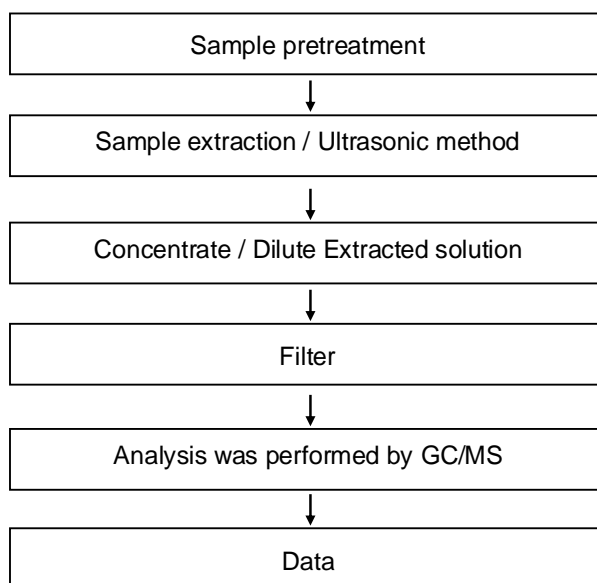 Sample pretreatment
Sample extraction / Ultrasonic method
Concentrate / Dilute Extracted solution
Filter
Analysis was performed by GC/MS
Data